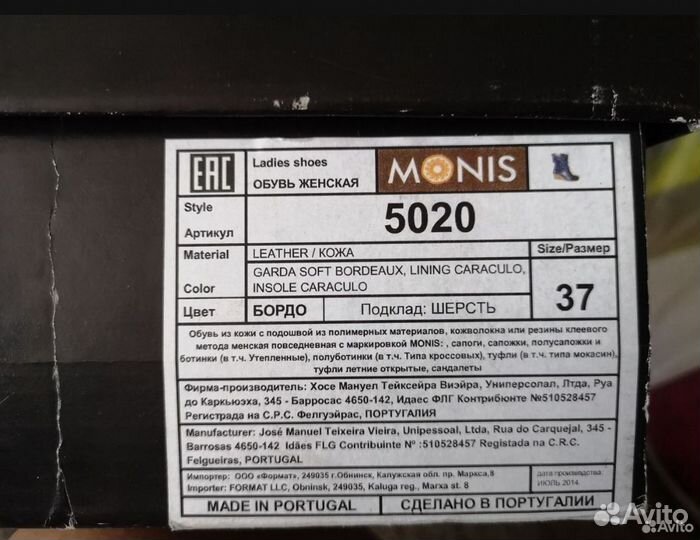 EAC
Ladies shoes
ОБУВЬ ЖЕНСКАЯ
MONIS
Style
Артикул
5020
Material
LEATHER / КОЖА
Size/Размер
Color
GARDA SOFT BORDEAUX, LINING CARACULO,
INSOLE CARACULO
37
Цвет
БОРДО
Подклад: ШЕРСТЬ
Обувь из кожи с подошвой из полимерных материалов, кожволокна или резины клеевого
метода менская повседневная с маркировкой MONIS: , сапоги, сапожки, полусапожки и
ботинки (в т.ч. Утепленные), полуботинки (в т.ч. Типа кроссовых), туфли (в т.ч. типа мокасин),
туфли летние открытые, сандалеты
Фирма-производитель: Хосе Мануел Тейксейра Виэйра, Универсолал, Лтда, Руа
до Каркьюэха, 345 - Барросас 4650-142, Идаес ФЛГ Контрибюнте №510528457
Регистрада на С.Р.С. Фелгуэйрас, ПОРТУГАЛИЯ
Manufacturer: José Manuel Teixeira Vieira, Unipessoal, Ltda, Rua do Carquejal, 345 -
Barrosas 4650-142 Idães FLG Contribuinte Nº:510528457 Registada na C.R.C.
Felgueiras, PORTUGAL
Импортер: ООО «Формат», 249035 г.Обнинск, Калужская обл. пр. Маркса,8
Importer: FORMAT LLC, Obninsk, 249035, Kaluga reg., Marxa st. 8
дата производства:
ИЮЛЬ 2014
MADE IN PORTUGAL
СДЕЛАНО В ПОРТУГАЛИИ
Avito
Avito